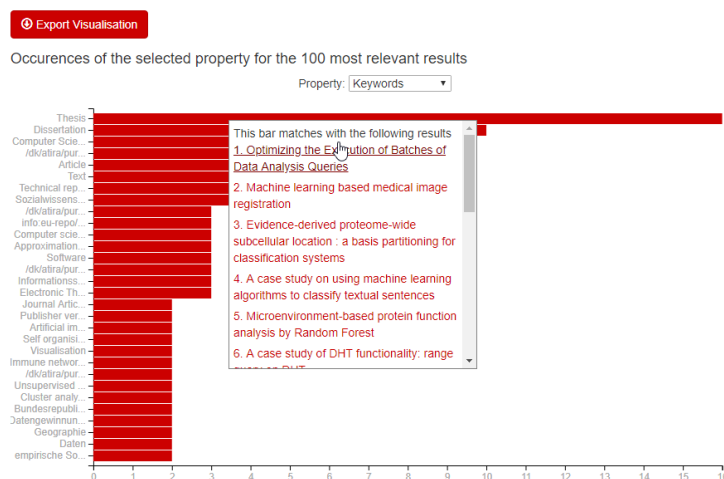 Export Visualisation
Occurences of the selected property for the 100 most relevant results
Property: Keywords
Thesis
Dissertation
Computer Scie...
/dk/atira/pur...
Article
Text
Technical rep...
Sozialwissens...
/dk/atira/pur...
info:eu-repo/...
Computer scie...
Approximation...
Software
/dk/atira/pur...
Informationss...
Electronic Th...
Journal Artic...
Publisher ver...
Artificial im...
Self organisi...
Visualisation
Immune networ...
/dk/atira/pur...
Unsupervised ...
Cluster analy...
Bundesrepubli...
Datengewinnun...
Geographie
Daten
empirische So...
0 1 2 3 4 5 6 7 8 9 10 11 12 13 14 15 16
This bar matches with the following results
1. Optimizing the Execution of Batches of
Data Analysis Queries
2. Machine learning based medical image
registration
3. Evidence-derived proteome-wide
subcellular location : a basis partitioning for
classification systems
4. A case study on using machine learning
algorithms to classify textual sentences
5. Microenvironment-based protein function
analysis by Random Forest
6. A case study of DHT functionality: range
query on DHT